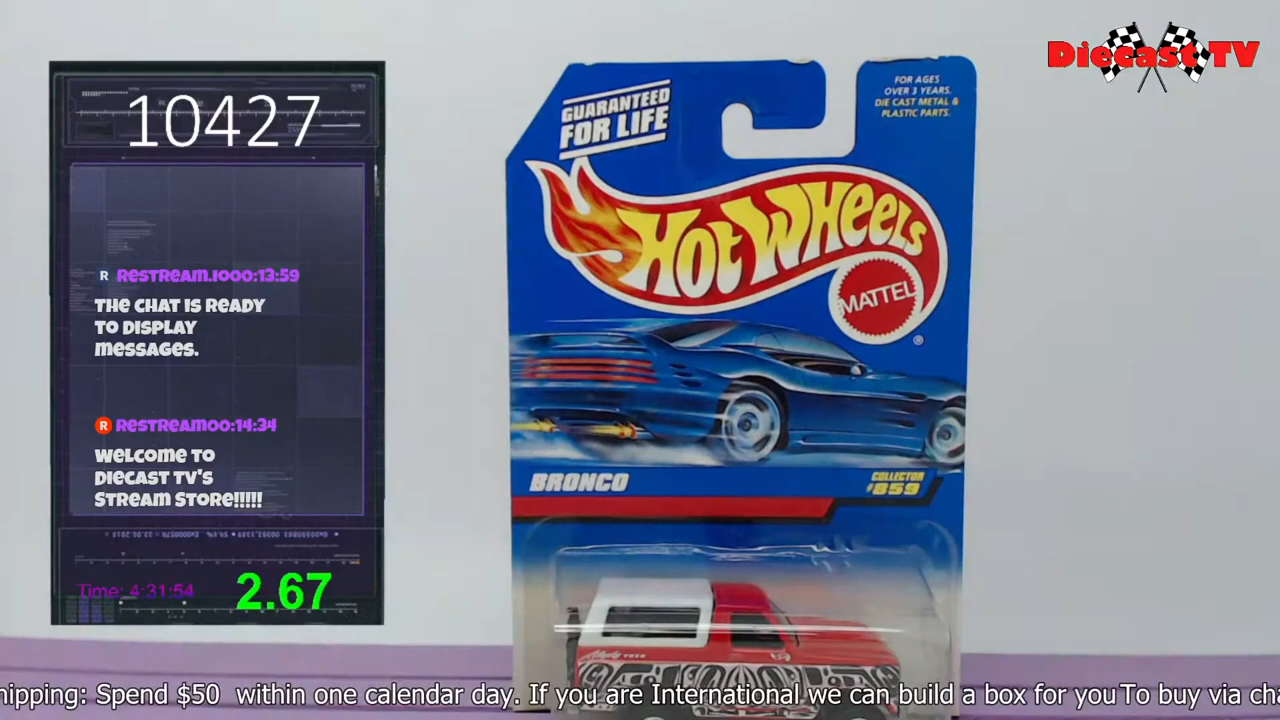 Diecast TV
10427
R Restream.io00:13:59
THE CHAT IS READY
TO DISPLAY
MESSAGES.
R Restream00:14:34
WELCOME TO
DIECAST TV'S
STREAM STORE!!!!!
Time: 4:31:54
2.67
GUARANTEED
FOR LIFE
FOR AGES
OVER 3 YEARS.
DIE CAST METAL &
PLASTIC PARTS.
HOT WHEELS
MATTEL
®
BRONCO
COLLECTOR
#859
hipping: Spend $50 within one calendar day. If you are International we can build a box for you To buy via cha